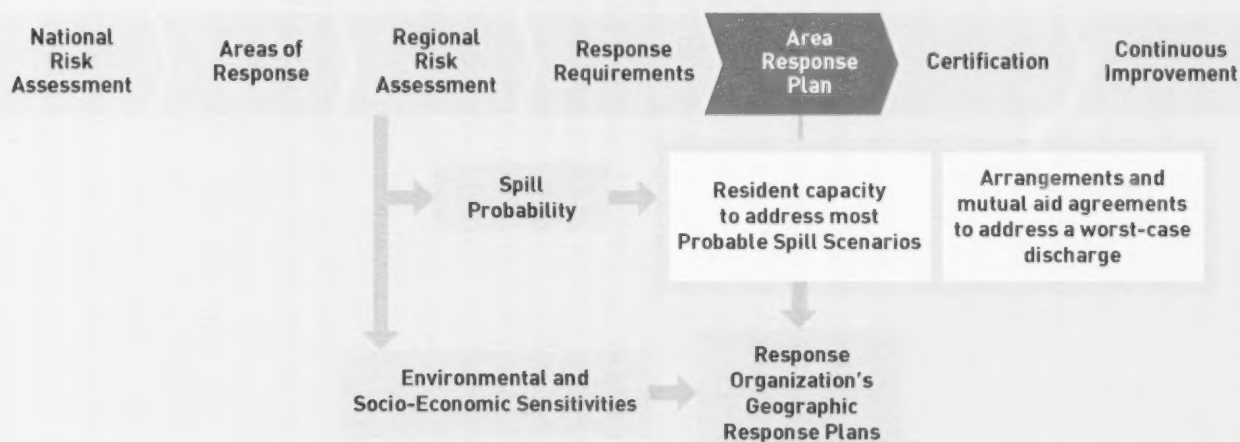 National
Risk
Assessment
Areas of
Response
Regional
Risk
Assessment
Response
Requirements
Area
Response
Plan
Certification
Continuous
Improvement
Spill
Probability
Resident capacity
to address most
Probable Spill Scenarios
Arrangements and
mutual aid agreements
to address a worst-case
discharge
Environmental and
Socio-Economic Sensitivities
Response
Organization's
Geographic
Response Plans